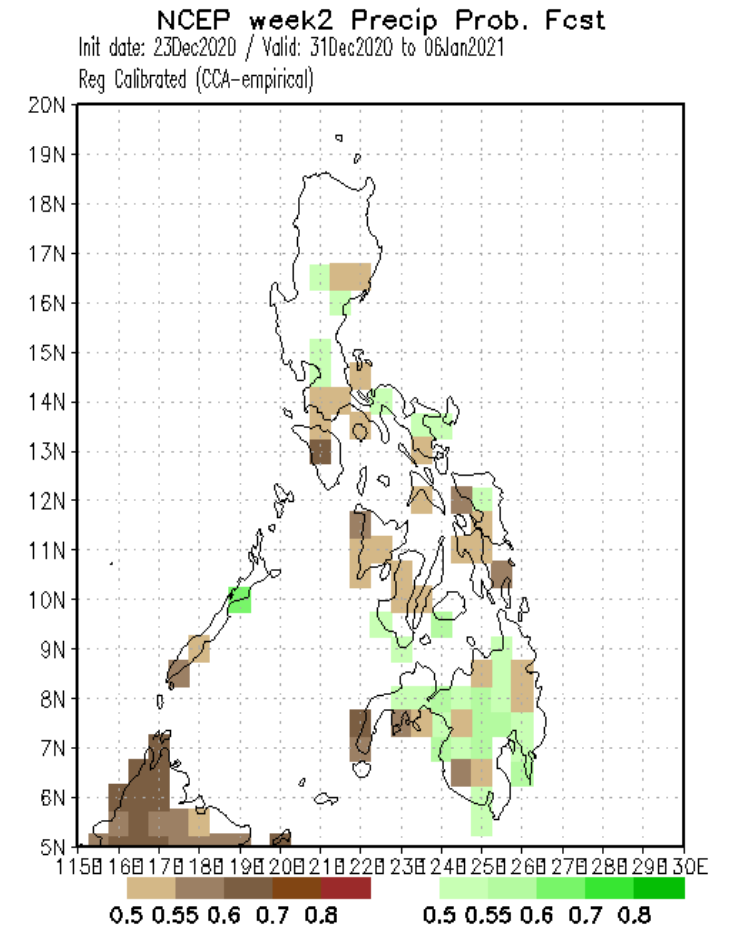 NCEP week2 Precip Prob. Fcst
Init date: 23Dec2020 / Valid: 31Dec2020 to 06Jan2021
Reg Calibrated (CCA-empirical)
20N
19N
18N
17N
16N
15N
14N
13N
12N
11N
10N
9N
8N
7N
6N
5N
0.5 0.55 0.6 0.7 0.8 0.5 0.55 0.6 0.7 0.8